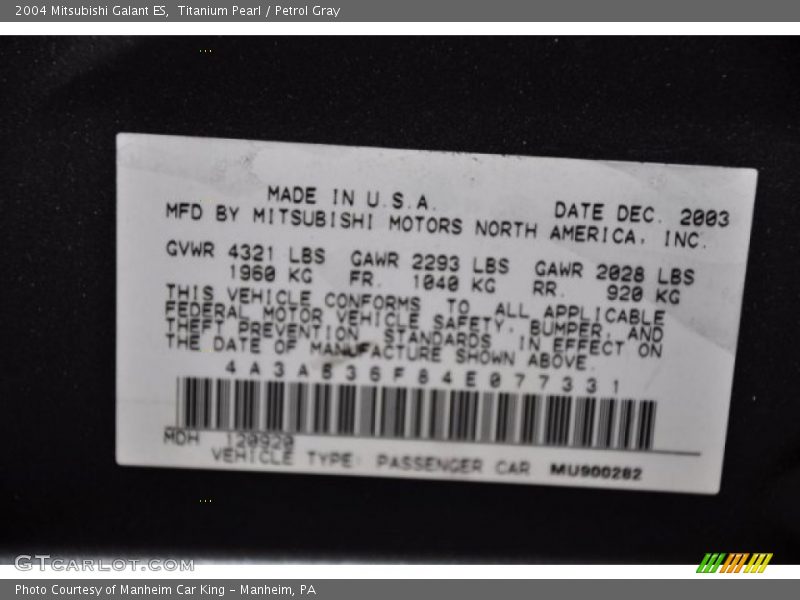 2004 Mitsubishi Galant ES,  Titanium Pearl / Petrol Gray
MADE IN U.S.A. DATE DEC. 2003
MFD BY MITSUBISHI MOTORS NORTH AMERICA, INC.
GVWR 4321 LBS GAWR 2293 LBS GAWR 2028 LBS
1960 KG FR. 1040 KG RR. 920 KG
THIS VEHICLE CONFORMS TO ALL APPLICABLE
FEDERAL MOTOR VEHICLE SAFETY, BUMPER, AND
THEFT PREVENTION STANDARDS IN EFFECT ON
THE DATE OF MANUFACTURE SHOWN ABOVE.
4A3AB36F84E077331
MDH 120920
VEHICLE TYPE: PASSENGER CAR MU900282
GTCARLOT.COM
Photo Courtesy of Manheim Car King - Manheim, PA